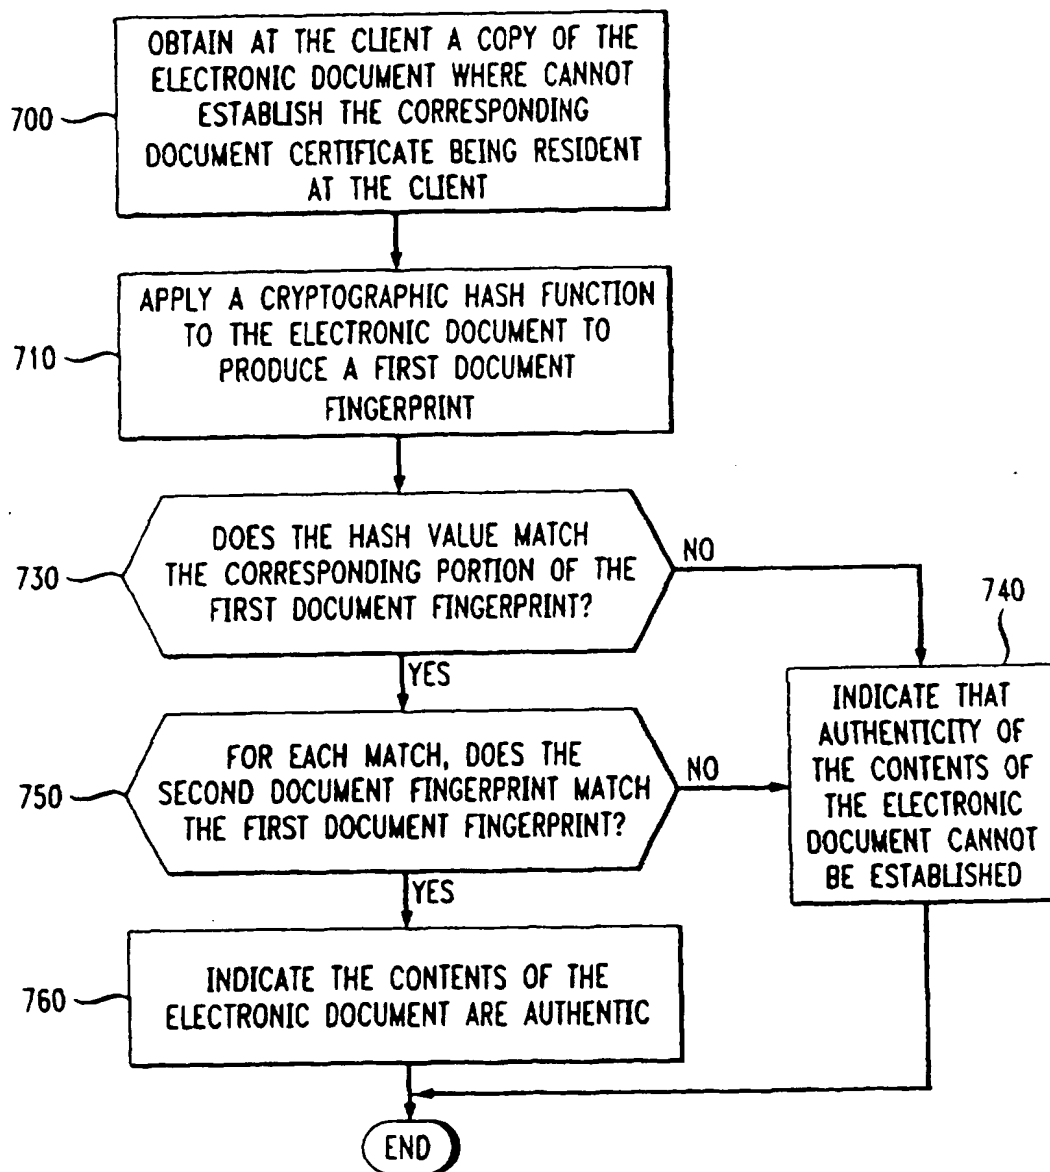 OBTAIN AT THE CLIENT A COPY OF THE
ELECTRONIC DOCUMENT WHERE CANNOT
ESTABLISH THE CORRESPONDING
DOCUMENT CERTIFICATE BEING RESIDENT
AT THE CLIENT
700
APPLY A CRYPTOGRAPHIC HASH FUNCTION
TO THE ELECTRONIC DOCUMENT TO
PRODUCE A FIRST DOCUMENT
FINGERPRINT
710
DOES THE HASH VALUE MATCH
THE CORRESPONDING PORTION OF THE
FIRST DOCUMENT FINGERPRINT?
730
NO
YES
740
INDICATE THAT
AUTHENTICITY OF
THE CONTENTS OF
THE ELECTRONIC
DOCUMENT CANNOT
BE ESTABLISHED
FOR EACH MATCH, DOES THE
SECOND DOCUMENT FINGERPRINT MATCH
THE FIRST DOCUMENT FINGERPRINT?
750
NO
YES
INDICATE THE CONTENTS OF THE
ELECTRONIC DOCUMENT ARE AUTHENTIC
760
END